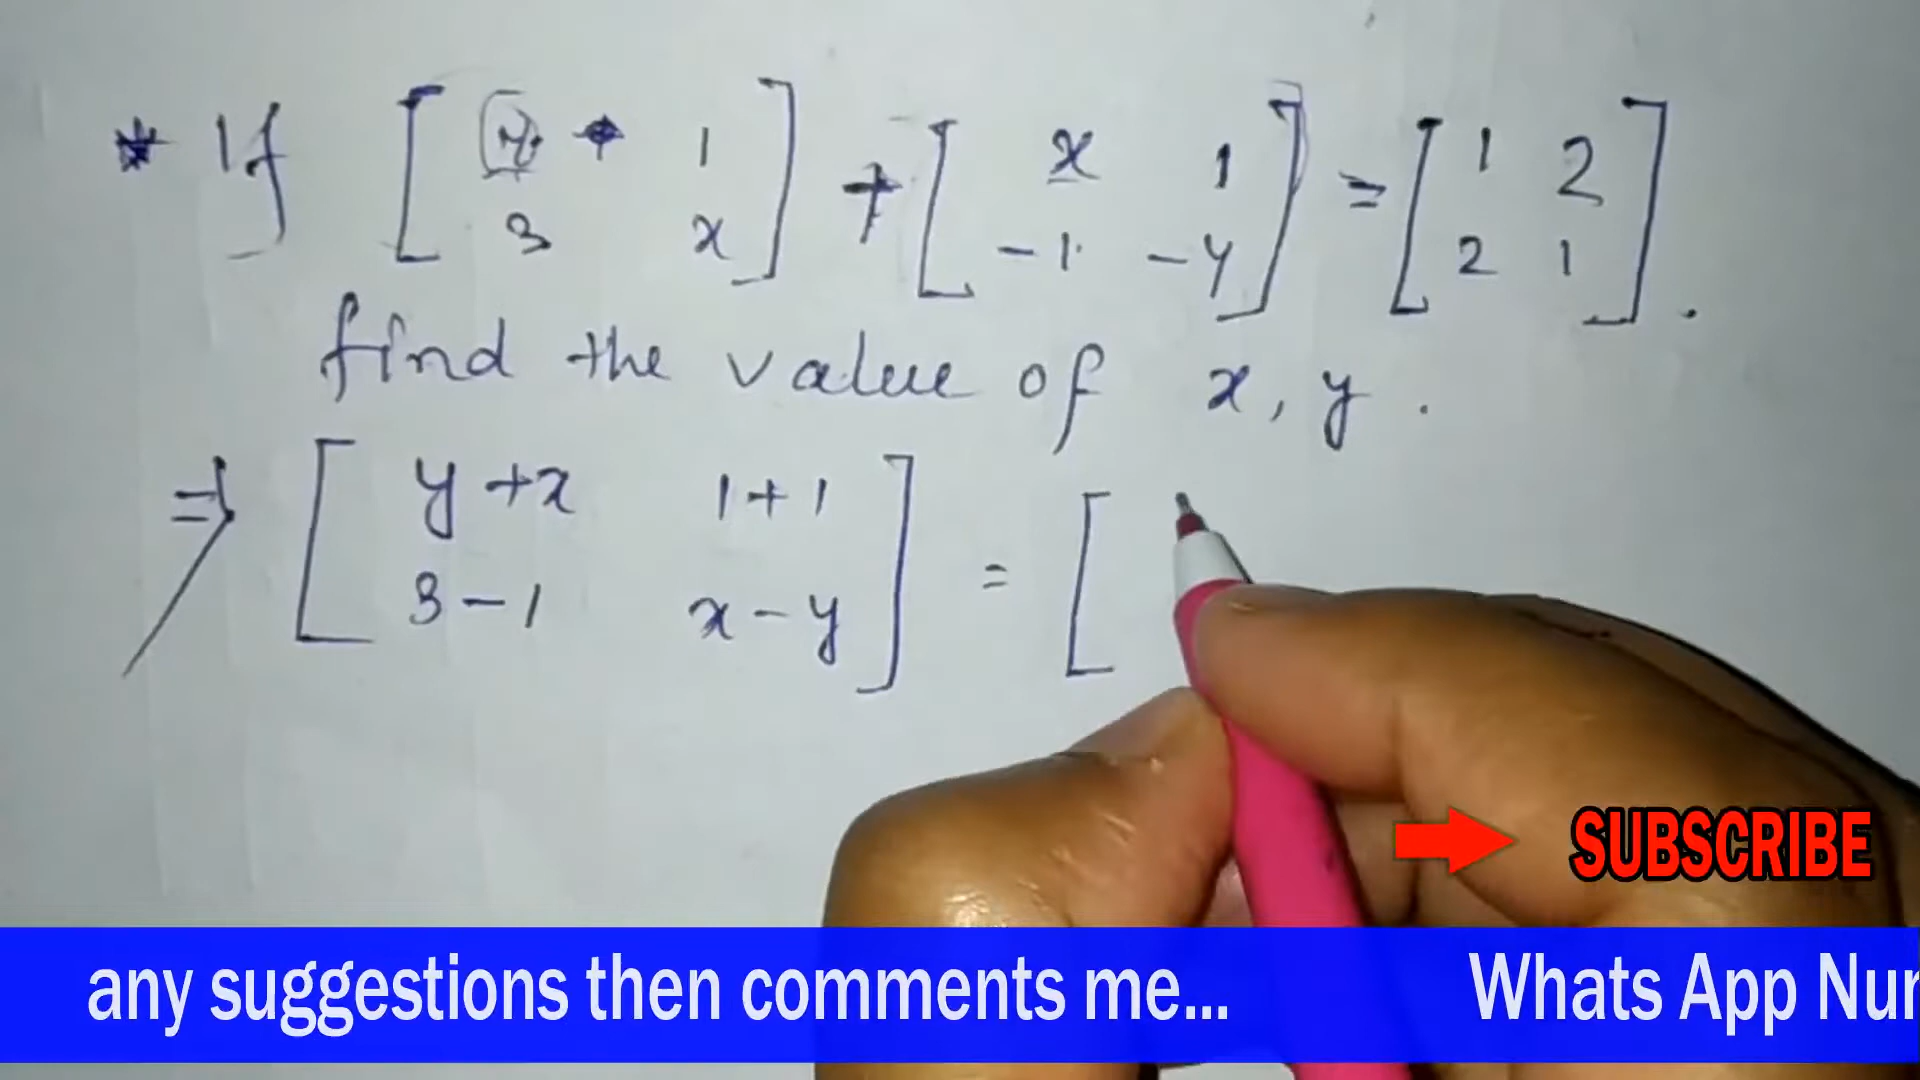 * If [ y 1 ] + [ x 1 ] = [ 1 2 ] .
[ 3 x ] [ -1 -y ] [ 2 1 ]
find the value of x, y .
⇒ [ y+x 1+1 ] = [
[ 3-1 x-y ]
SUBSCRIBE
any suggestions then comments me... Whats App